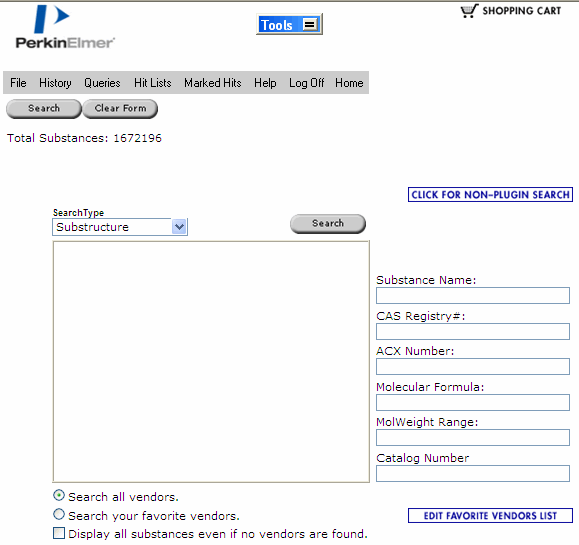 SHOPPING CART
Tools
PerkinElmer
File History Queries Hit Lists Marked Hits Help Log Off Home
Search Clear Form
Total Substances: 1672196
CLICK FOR NON-PLUGIN SEARCH
SearchType
Substructure
Search
Substance Name:
CAS Registry#:
ACX Number:
Molecular Formula:
MolWeight Range:
Catalog Number
Search all vendors.
Search your favorite vendors.
EDIT FAVORITE VENDORS LIST
Display all substances even if no vendors are found.